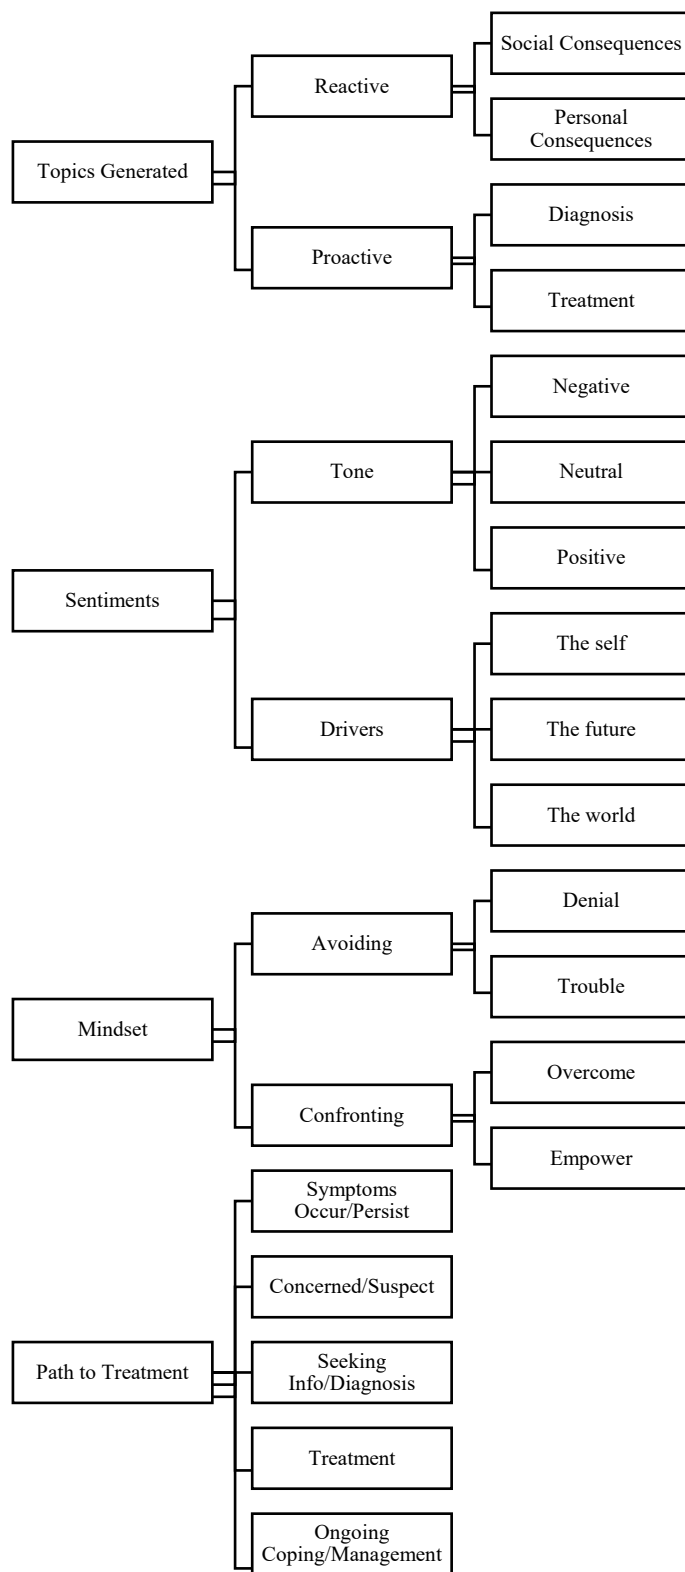 Topics Generated
Reactive
Social Consequences
Personal
Consequences
Proactive
Diagnosis
Treatment
Sentiments
Tone
Negative
Neutral
Positive
Drivers
The self
The future
The world
Mindset
Avoiding
Denial
Trouble
Confronting
Overcome
Empower
Path to Treatment
Symptoms
Occur/Persist
Concerned/Suspect
Seeking
Info/Diagnosis
Treatment
Ongoing
Coping/Management